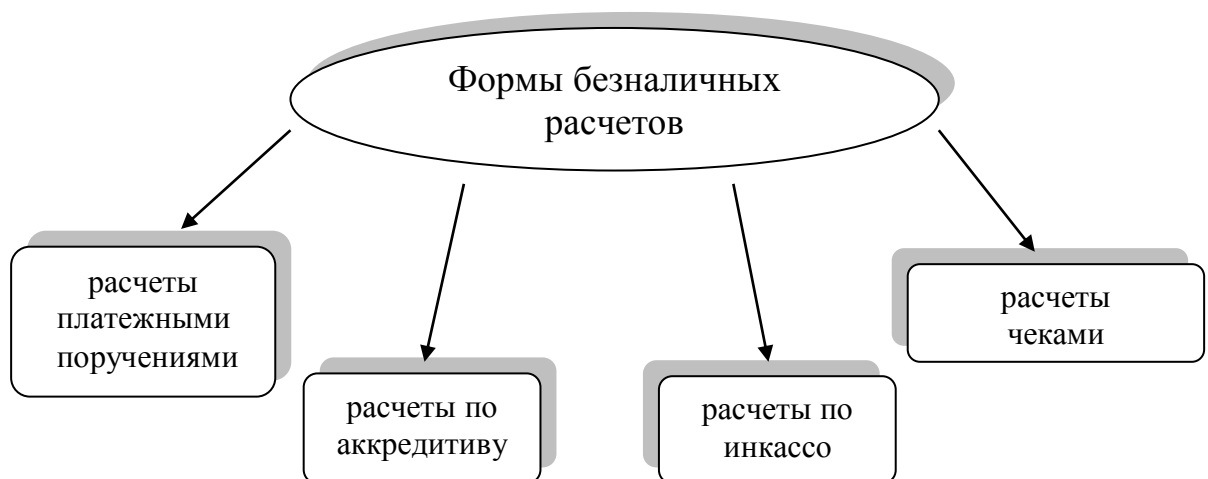 Формы безналичных
расчетов
расчеты
платежными
поручениями
расчеты по
аккредитиву
расчеты по
инкассо
расчеты
чеками